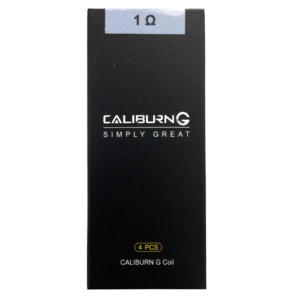 1 Ω
CALIBURN G
SIMPLY GREAT
4 PCS
CALIBURN G Coil